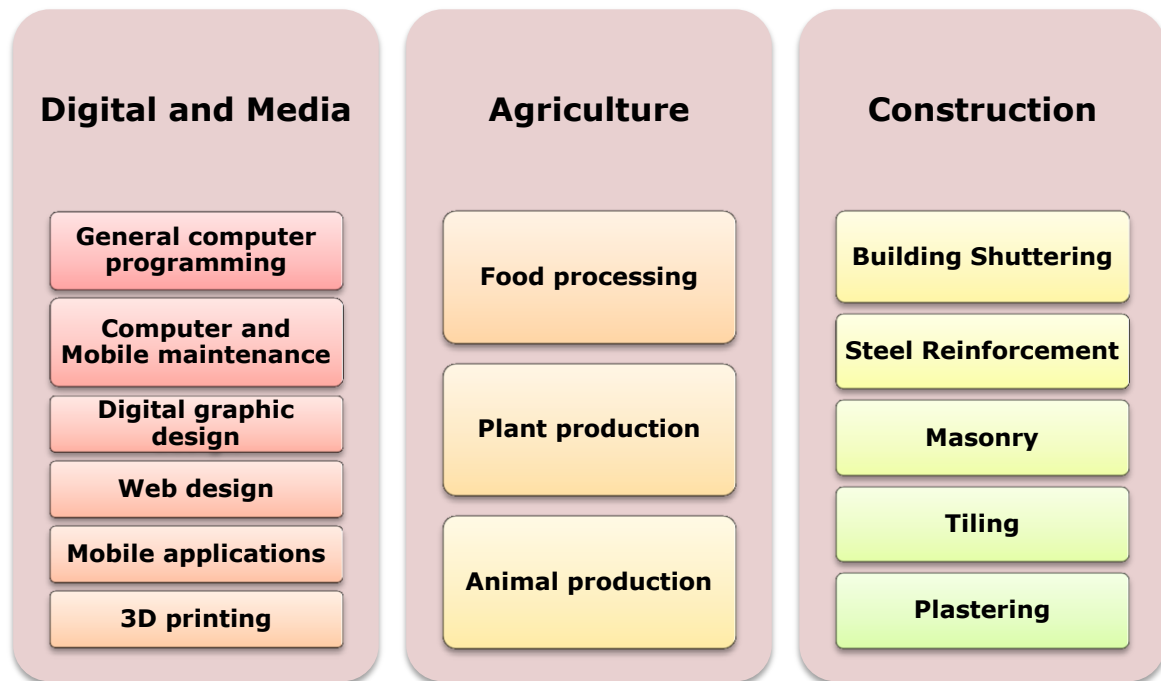 Digital and Media
General computer
programming
Computer and
Mobile maintenance
Digital graphic
design
Web design
Mobile applications
3D printing
Agriculture
Food processing
Plant production
Animal production
Construction
Building Shuttering
Steel Reinforcement
Masonry
Tiling
Plastering